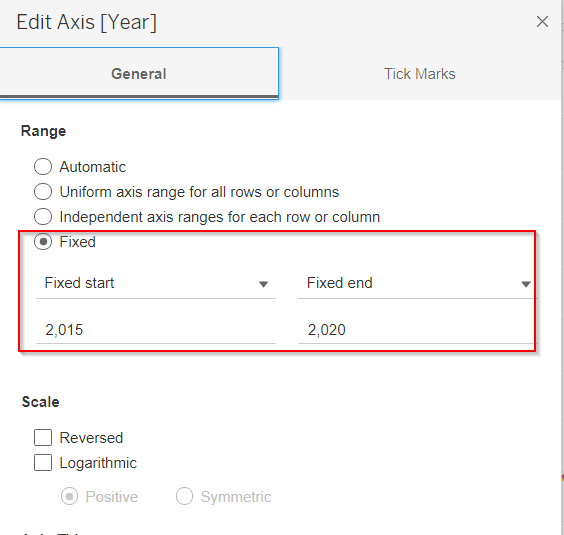 Edit Axis [Year]
General Tick Marks
Range
Automatic
Uniform axis range for all rows or columns
Independent axis ranges for each row or column
Fixed
Fixed start Fixed end
2,015 2,020
Scale
Reversed
Logarithmic
Positive Symmetric